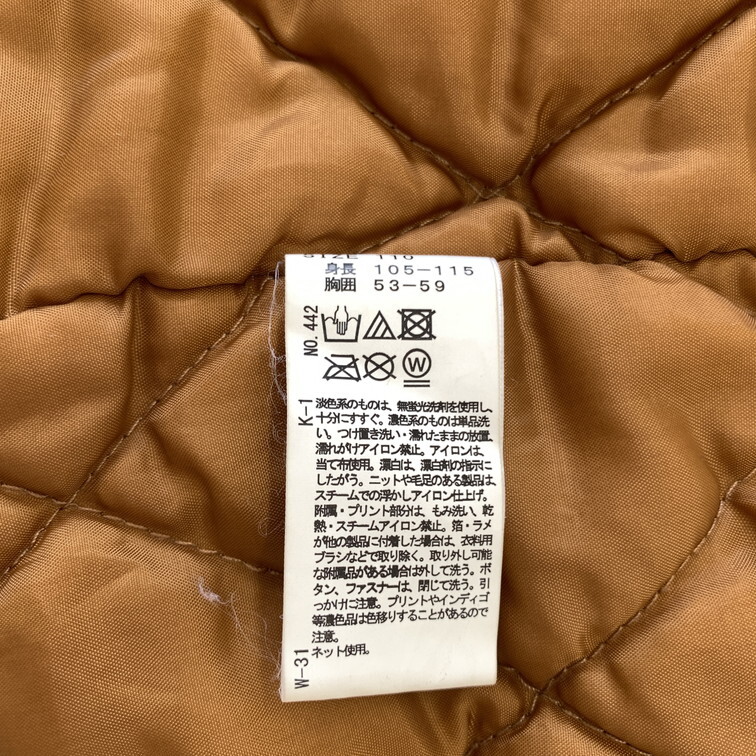 SIZE 110
身長 105-115
胸囲 53-59
NO.442
W
K-1
淡色系のものは、無蛍光洗剤を使用し、
十分にすすぐ。濃色系のものは単品洗
い。つけ置き洗い・濡れたままの放置、
濡れがけアイロン禁止。アイロンは、
当て布使用。漂白は、漂白剤の指示に
したがう。ニットや毛足のある製品は、
スチームでの浮かしアイロン仕上げ。
附属・プリント部分は、もみ洗い、乾
熱・スチームアイロン禁止。箔・ラメ
が他の製品に付着した場合は、衣料用
ブラシなどで取り除く。取り外し可能
な附属品がある場合は外して洗う。ボ
タン、ファスナーは、閉じて洗う。引
っかけに注意。プリントやインディゴ
等濃色品は色移りすることがあるので
注意。
ネット使用。
W-31